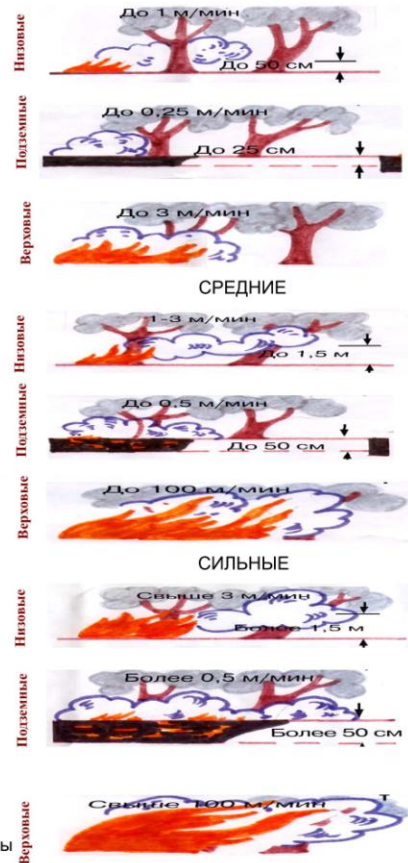 Низовые
До 1 м/мин
До 50 см
Подземные
До 0,25 м/мин
До 25 см
Верховые
До 3 м/мин
СРЕДНИЕ
Низовые
1-3 м/мин
До 1,5 м
Подземные
До 0,5 м/мин
До 50 см
Верховые
До 100 м/мин
СИЛЬНЫЕ
Низовые
Свыше 3 м/мин
Более 1,5 м
Подземные
Более 0,5 м/мин
Более 50 см
Верховые
Свыше 100 м/мин
ы